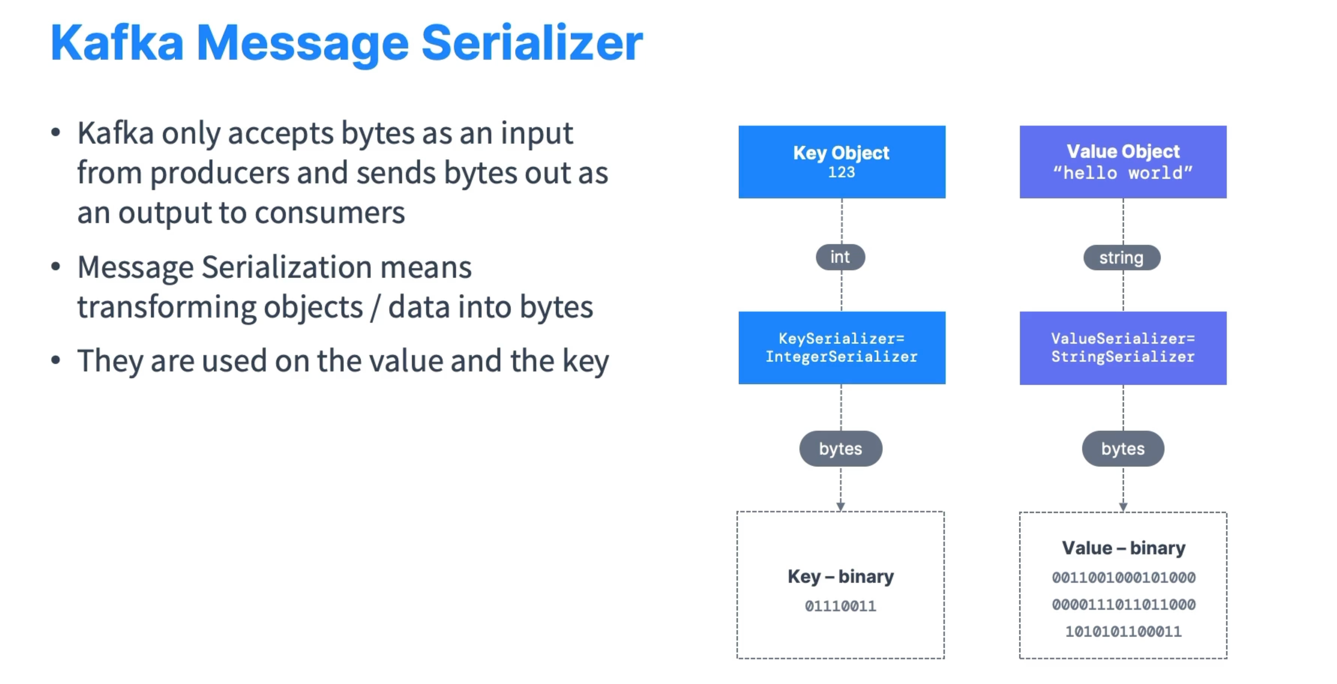 Kafka Message Serializer
• Kafka only accepts bytes as an input
from producers and sends bytes out as
an output to consumers
• Message Serialization means
transforming objects / data into bytes
• They are used on the value and the key
Key Object
123
int
KeySerializer=
IntegerSerializer
bytes
Key – binary
01110011
Value Object
“hello world”
string
ValueSerializer=
StringSerializer
bytes
Value – binary
0011001000101000
0000111011011000
1010101100011